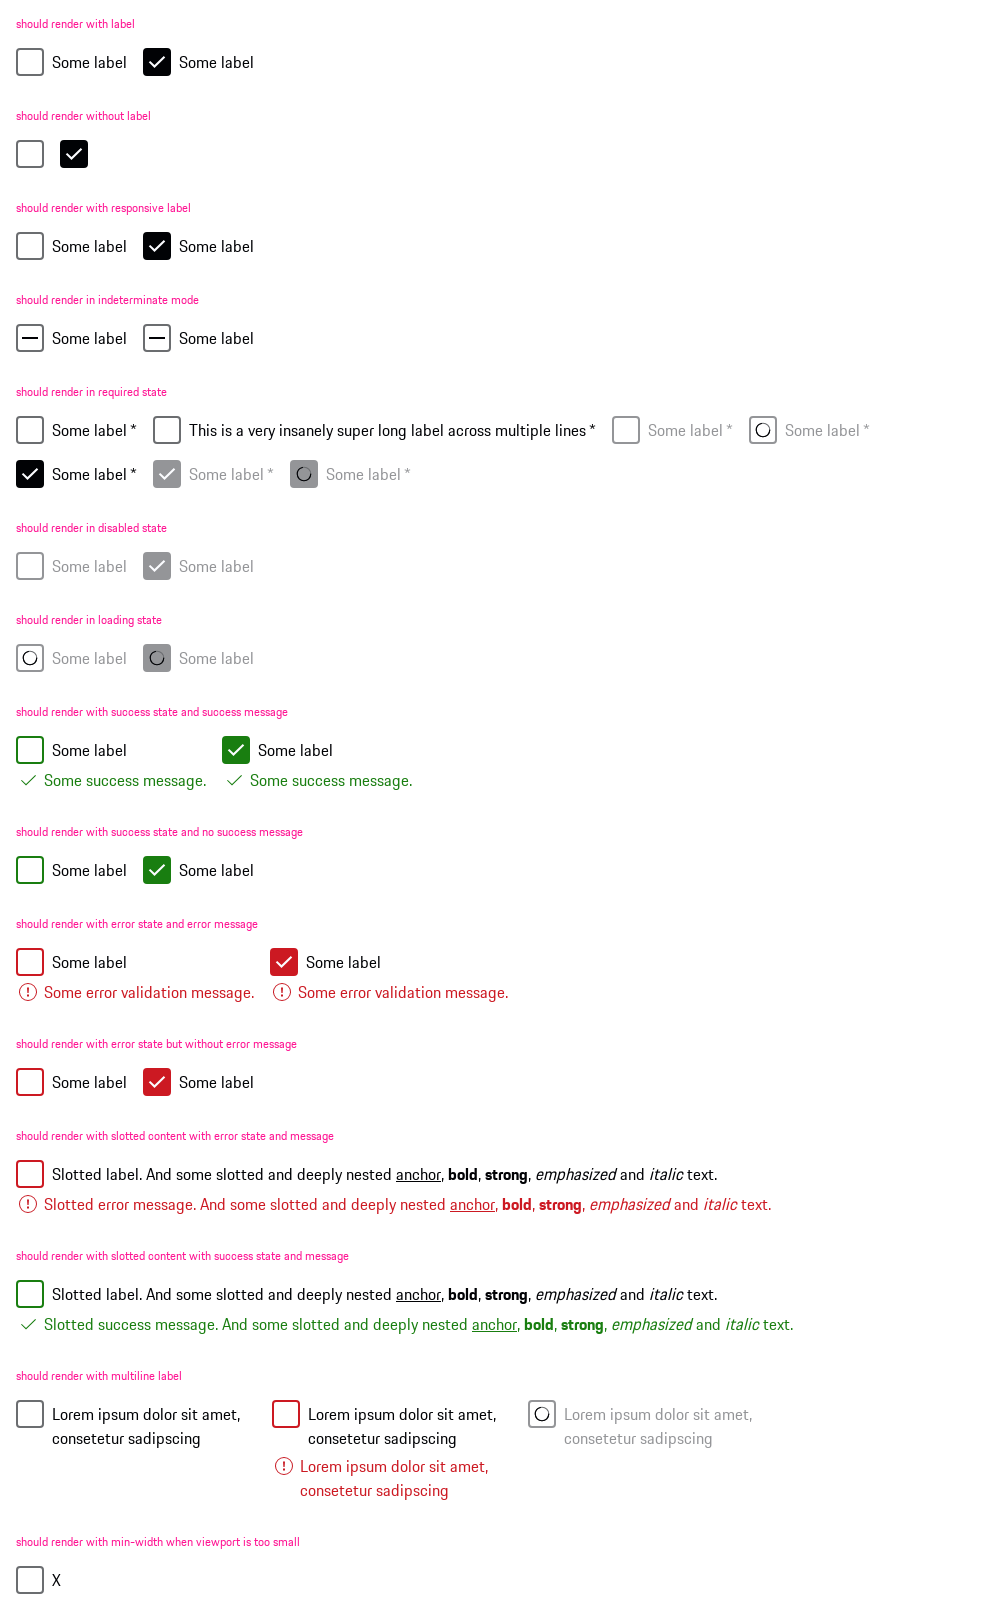 should render with label
Some label Some label
should render without label
should render with responsive label
Some label Some label
should render in indeterminate mode
Some label Some label
should render in required state
Some label * This is a very insanely super long label across multiple lines * Some label * Some label *
Some label * Some label * Some label *
should render in disabled state
Some label Some label
should render in loading state
Some label Some label
should render with success state and success message
Some label Some label
Some success message. Some success message.
should render with success state and no success message
Some label Some label
should render with error state and error message
Some label Some label
Some error validation message. Some error validation message.
should render with error state but without error message
Some label Some label
should render with slotted content with error state and message
Slotted label. And some slotted and deeply nested anchor, bold, strong, emphasized and italic text.
Slotted error message. And some slotted and deeply nested anchor, bold, strong, emphasized and italic text.
should render with slotted content with success state and message
Slotted label. And some slotted and deeply nested anchor, bold, strong, emphasized and italic text.
Slotted success message. And some slotted and deeply nested anchor, bold, strong, emphasized and italic text.
should render with multiline label
Lorem ipsum dolor sit amet, Lorem ipsum dolor sit amet, Lorem ipsum dolor sit amet,
consetetur sadipscing consetetur sadipscing consetetur sadipscing
Lorem ipsum dolor sit amet,
consetetur sadipscing
should render with min-width when viewport is too small
X